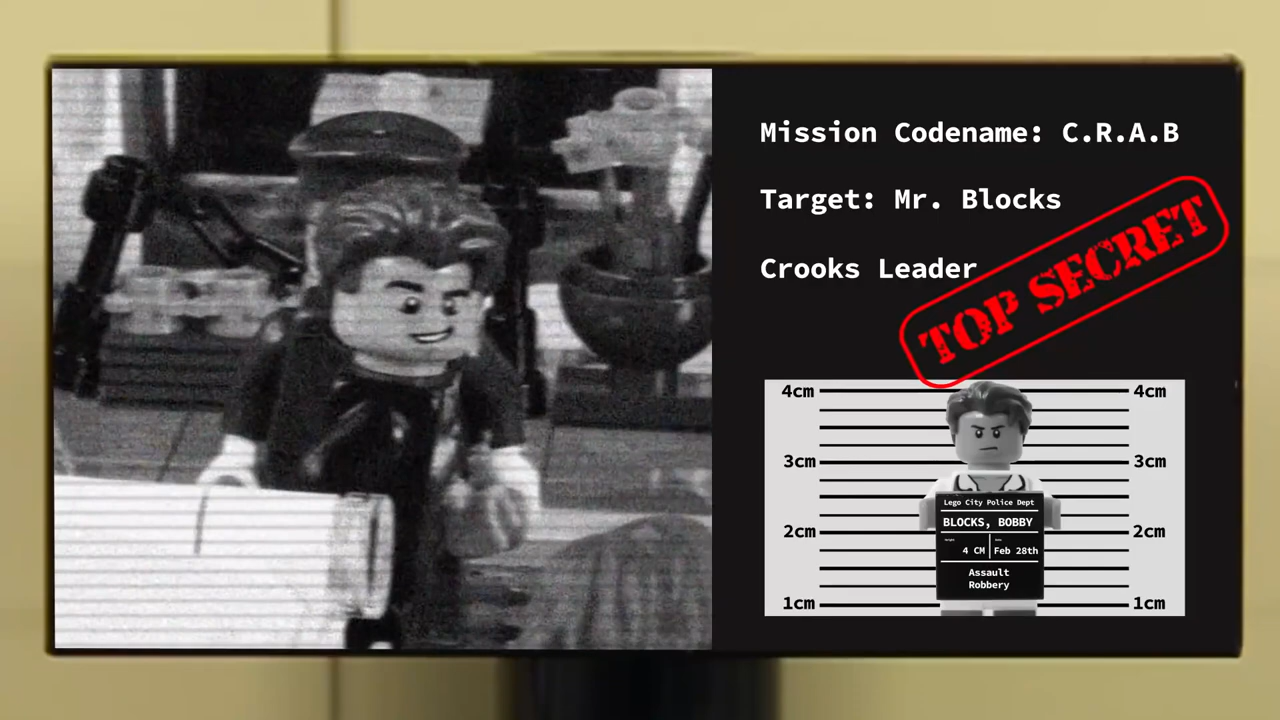 Mission Codename: C.R.A.B
Target: Mr. Blocks
Crooks Leader
TOP SECRET
4cm 4cm
3cm 3cm
2cm 2cm
1cm 1cm
Lego City Police Dept
BLOCKS, BOBBY
4 CM Feb 28th
Assault
Robbery